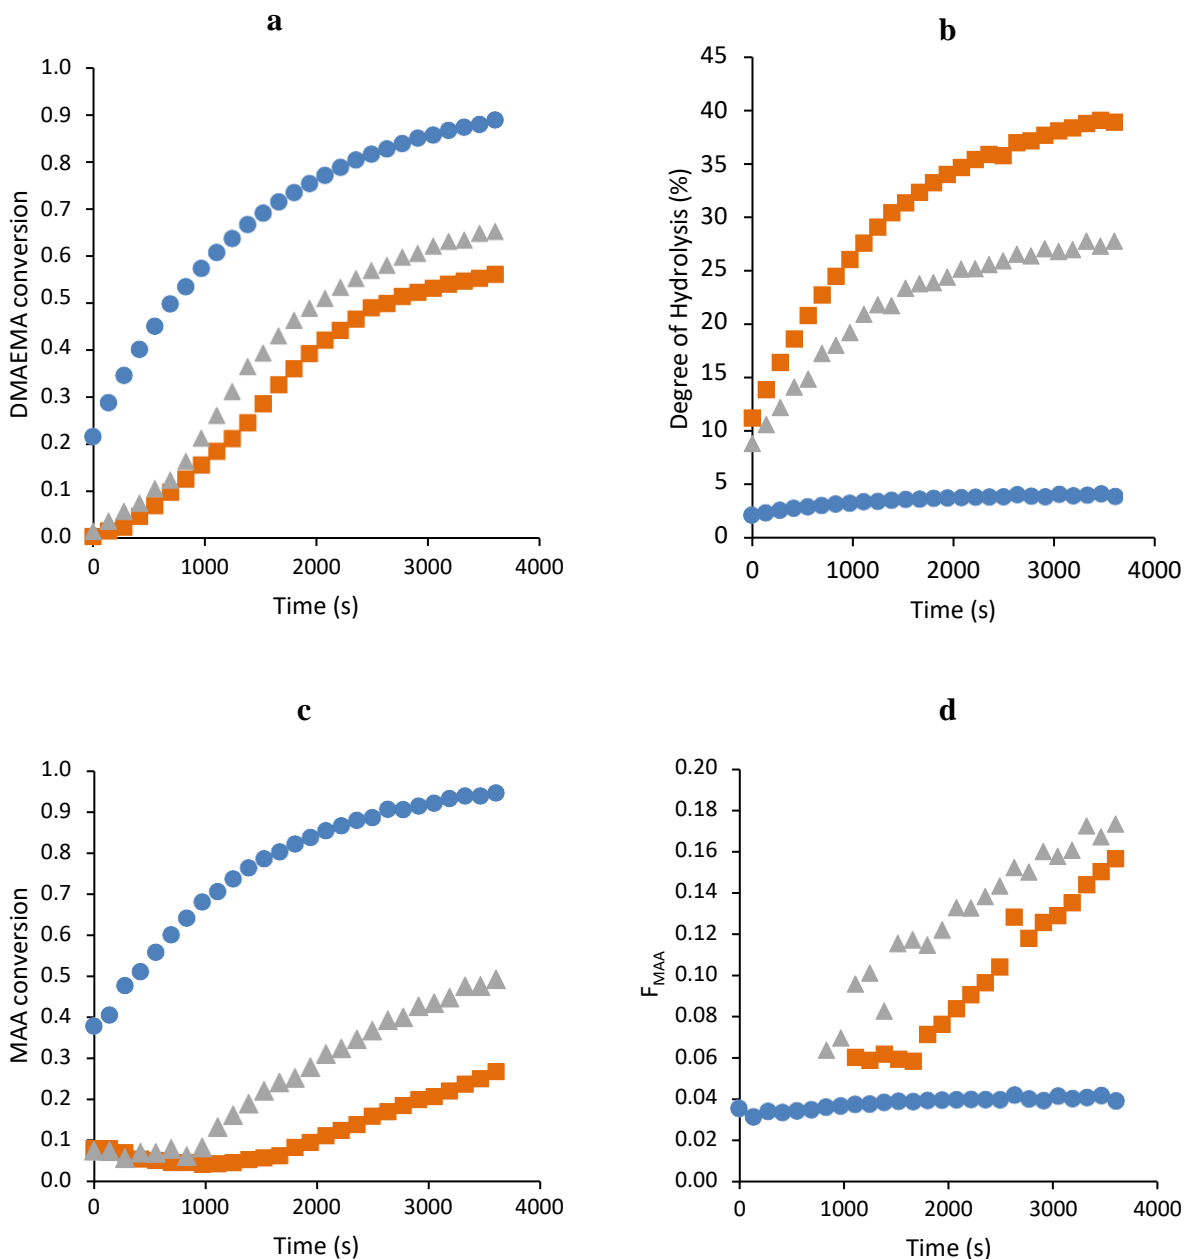 a
DMAEMA conversion
1.0
0.9
0.8
0.7
0.6
0.5
0.4
0.3
0.2
0.1
0.0
0 1000 2000 3000 4000
Time (s)
b
Degree of Hydrolysis (%)
45
40
35
30
25
20
15
10
5
0
0 1000 2000 3000 4000
Time (s)
c
MAA conversion
1.0
0.9
0.8
0.7
0.6
0.5
0.4
0.3
0.2
0.1
0.0
0 1000 2000 3000 4000
Time (s)
d
F_MAA
0.20
0.18
0.16
0.14
0.12
0.10
0.08
0.06
0.04
0.02
0.00
0 1000 2000 3000 4000
Time (s)